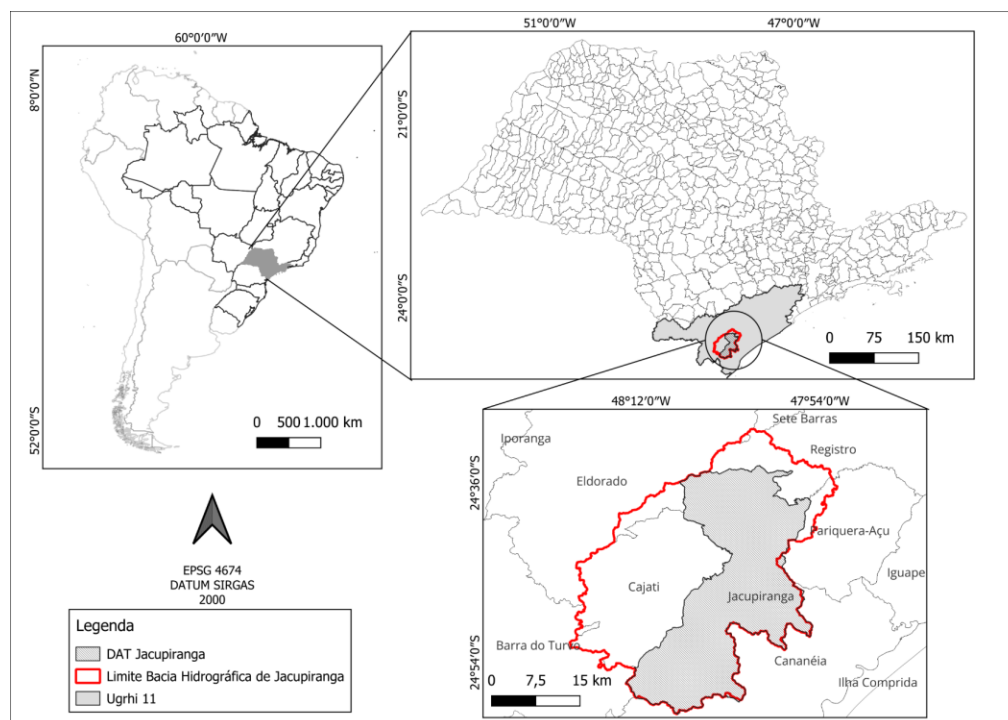 60°0'0"W
8°0'0"N
52°0'0"S
0 500 1.000 km
51°0'0"W 47°0'0"W
21°0'0"S
24°0'0"S
0 75 150 km
48°12'0"W 47°54'0"W
24°36'0"S
24°54'0"S
Sete Barras
Iporanga
Registro
Eldorado
Pariquera-Açu
Iguape
Cajati
Jacupiranga
Barra do Turvo
Cananéia
Ilha Comprida
0 7,5 15 km
EPSG 4674
DATUM SIRGAS
2000
Legenda
DAT Jacupiranga
Limite Bacia Hidrográfica de Jacupiranga
Ugrhi 11